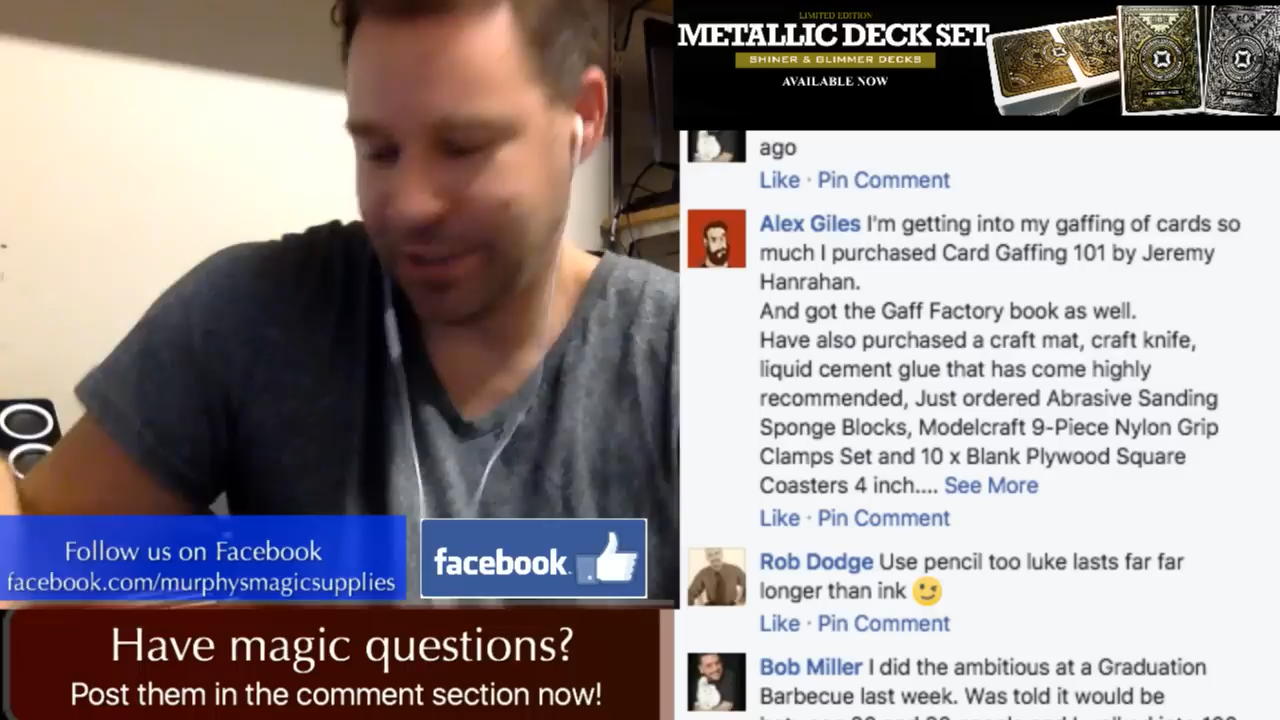 LIMITED EDITION
METALLIC DECK SET
SHINER & GLIMMER DECKS
AVAILABLE NOW
ago
Like · Pin Comment
Alex Giles I'm getting into my gaffing of cards so
much I purchased Card Gaffing 101 by Jeremy
Hanrahan.
And got the Gaff Factory book as well.
Have also purchased a craft mat, craft knife,
liquid cement glue that has come highly
recommended, Just ordered Abrasive Sanding
Sponge Blocks, Modelcraft 9-Piece Nylon Grip
Clamps Set and 10 x Blank Plywood Square
Coasters 4 inch.... See More
Like · Pin Comment
Rob Dodge Use pencil too luke lasts far far
longer than ink 😉
Like · Pin Comment
Bob Miller I did the ambitious at a Graduation
Barbecue last week. Was told it would be
Follow us on Facebook
facebook.com/murphysmagicsupplies
facebook
Have magic questions?
Post them in the comment section now!